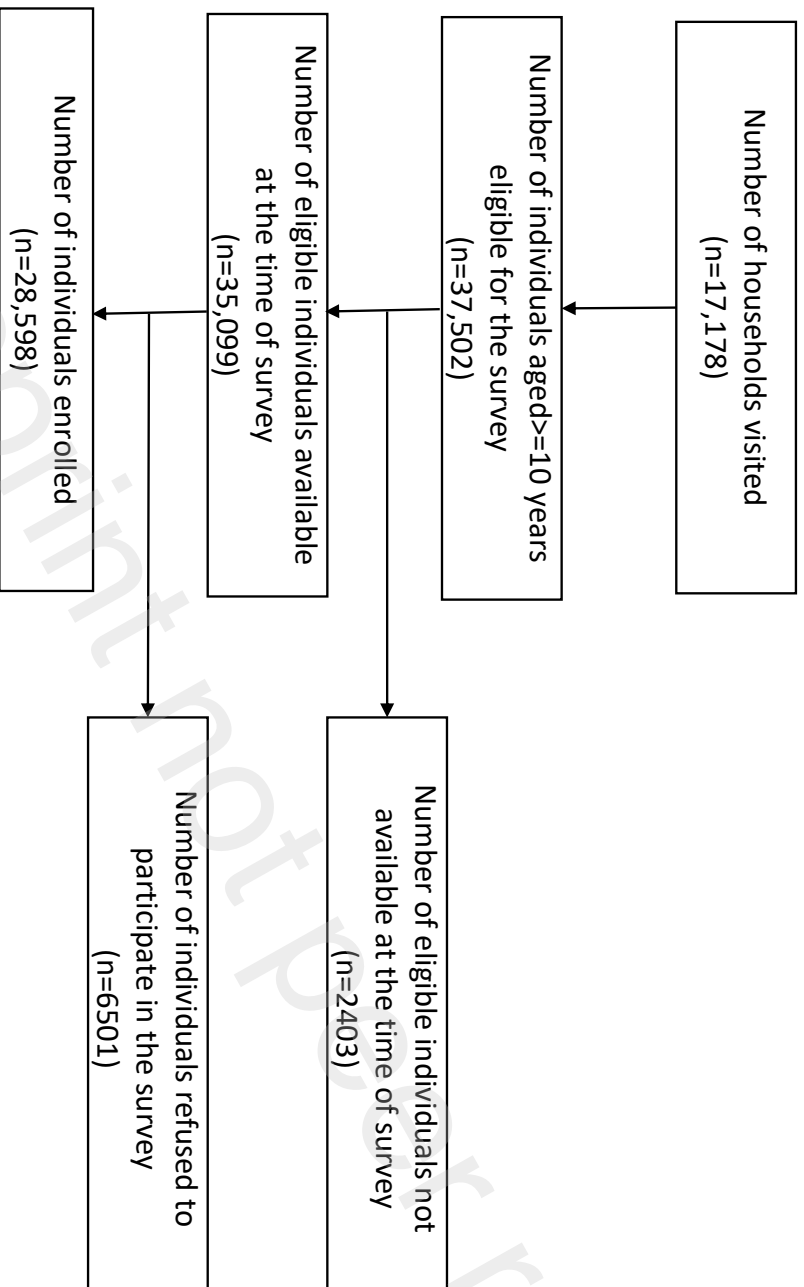 Number of households visited
(n=17,178)
Number of individuals aged>=10 years
eligible for the survey
(n=37,502)
Number of eligible individuals not
available at the time of survey
(n=2403)
Number of eligible individuals available
at the time of survey
(n=35,099)
Number of individuals refused to
participate in the survey
(n=6501)
Number of individuals enrolled
(n=28,598)
not peer